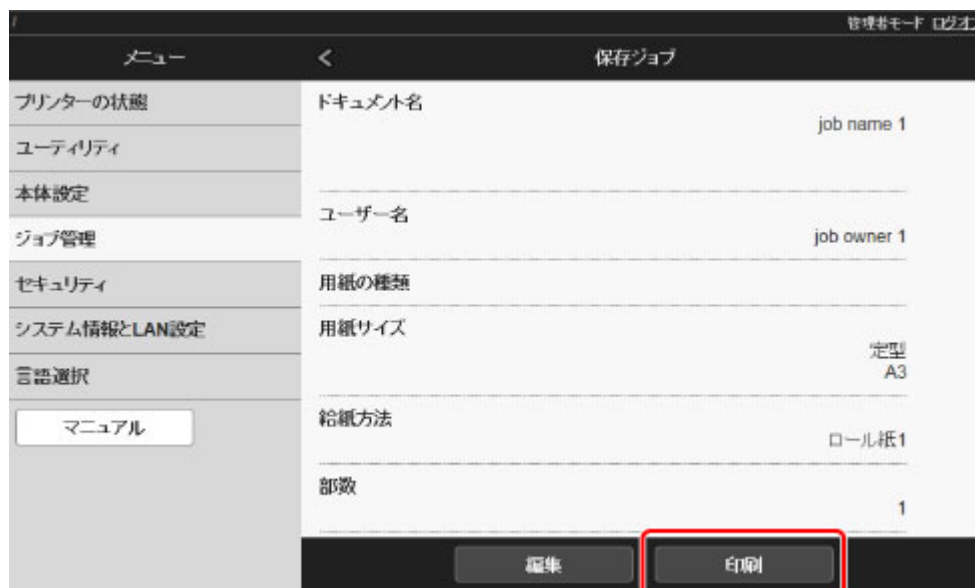 /
管理者モード ログオ
メニュー
<
保存ジョブ
プリンターの状態
ユーティリティ
本体設定
ジョブ管理
セキュリティ
システム情報とLAN設定
言語選択
マニュアル
ドキュメント名
job name 1
ユーザー名
job owner 1
用紙の種類
用紙サイズ
定型
A3
給紙方法
ロール紙1
部数
1
編集
印刷